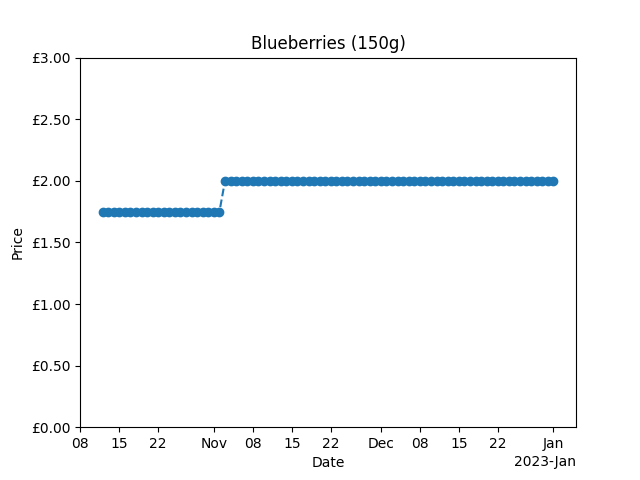 Blueberries (150g)
£3.00
£2.50
£2.00
£1.50
£1.00
£0.50
£0.00
Price
08 15 22 Nov 08 15 22 Dec 08 15 22 Jan
2023-Jan
Date